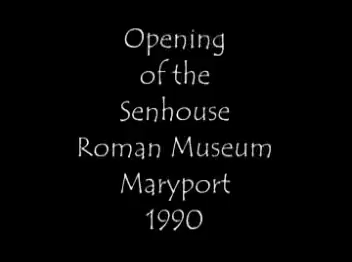 Opening
of the
Senhouse
Roman Museum
Maryport
1990